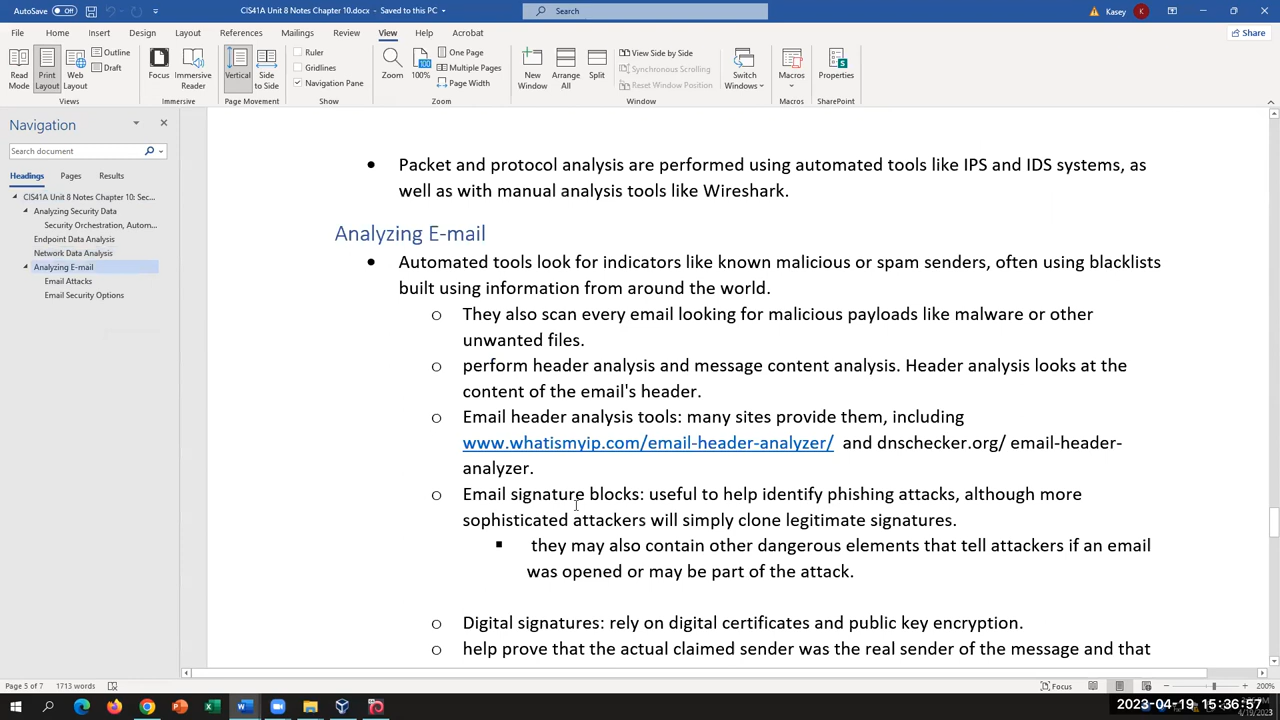 AutoSave Off CIS41A Unit 8 Notes Chapter 10.docx - Saved to this PC Search Kasey K
File Home Insert Draw Design Layout References Mailings Review View Help Acrobat Share
Read Mode Print Layout Web Layout Outline Draft Focus Immersive Reader Vertical Side to Side Ruler Gridlines Navigation Pane Zoom 100% One Page Multiple Pages Page Width New Window Arrange All Split View Side by Side Synchronous Scrolling Reset Window Position Switch Windows Macros Properties
Views Immersive Page Movement Show Zoom Window Macros SharePoint
Navigation
Search document
Headings Pages Results
CIS41A Unit 8 Notes Chapter 10: Sec...
Analyzing Security Data
Security Orchestration, Autom...
Endpoint Data Analysis
Network Data Analysis
Analyzing E-mail
Email Attacks
Email Security Options
• Packet and protocol analysis are performed using automated tools like IPS and IDS systems, as
well as with manual analysis tools like Wireshark.
Analyzing E-mail
• Automated tools look for indicators like known malicious or spam senders, often using blacklists
built using information from around the world.
o They also scan every email looking for malicious payloads like malware or other
unwanted files.
o perform header analysis and message content analysis. Header analysis looks at the
content of the email's header.
o Email header analysis tools: many sites provide them, including
www.whatismyip.com/email-header-analyzer/ and dnschecker.org/ email-header-
analyzer.
o Email signature blocks: useful to help identify phishing attacks, although more
sophisticated attackers will simply clone legitimate signatures.
▪ they may also contain other dangerous elements that tell attackers if an email
was opened or may be part of the attack.
o Digital signatures: rely on digital certificates and public key encryption.
o help prove that the actual claimed sender was the real sender of the message and that
Page 5 of 7 1713 words Focus 200%
2023-04-19 15:36:57
4/19/2023